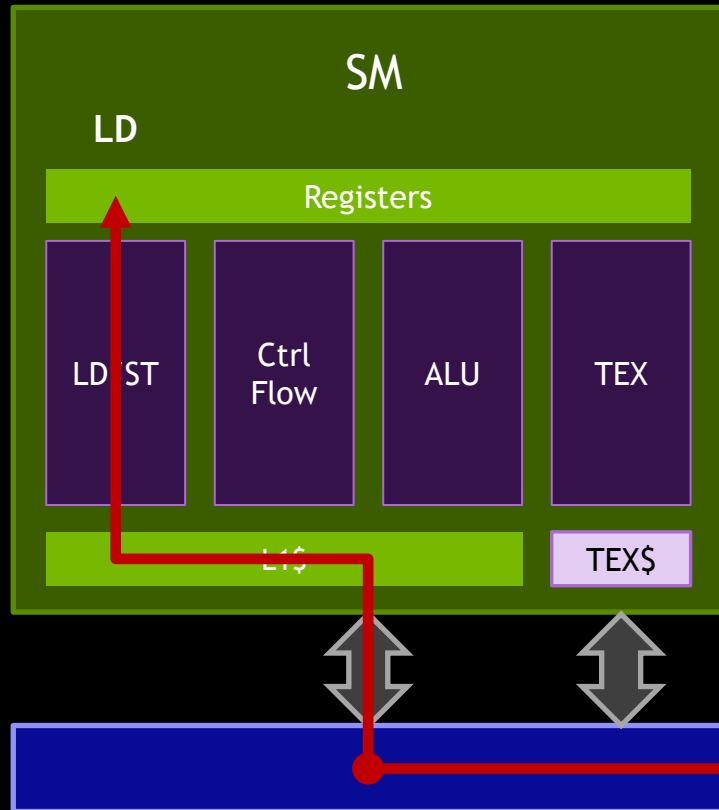 SM
LD
Registers
LD/ST
Ctrl
Flow
ALU
TEX
L1$
TEX$